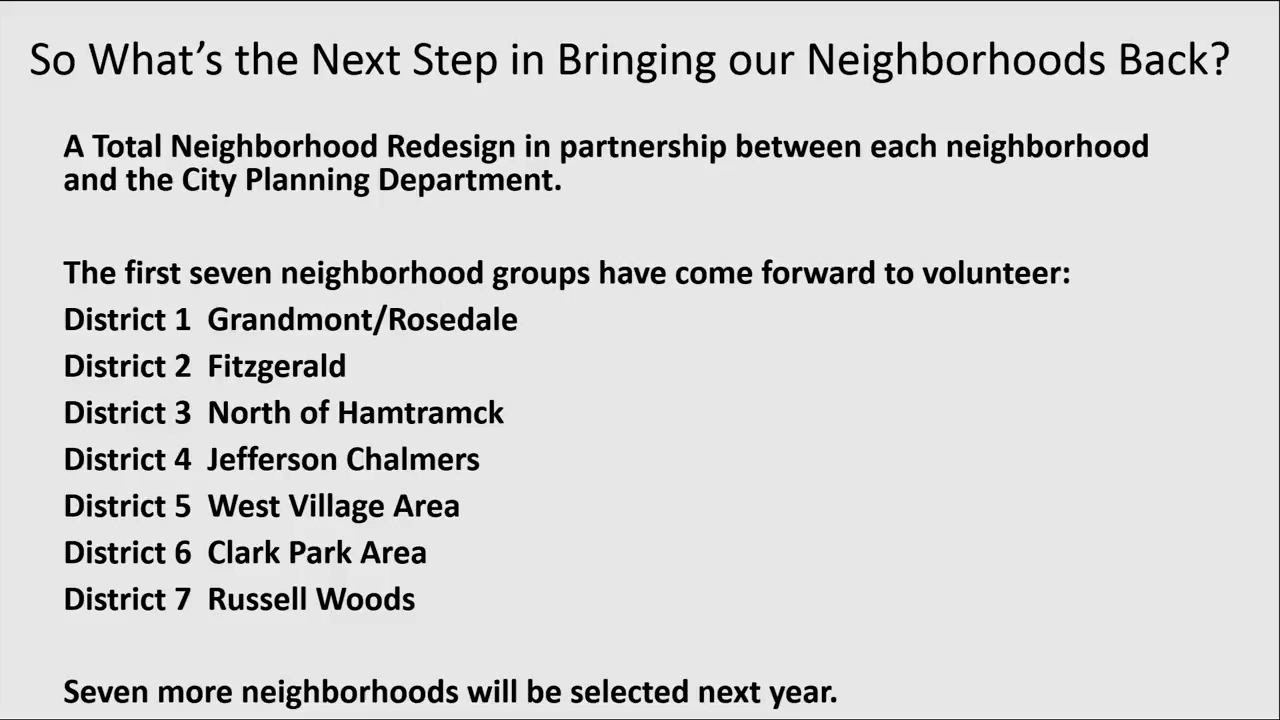 So What’s the Next Step in Bringing our Neighborhoods Back?
A Total Neighborhood Redesign in partnership between each neighborhood
and the City Planning Department.
The first seven neighborhood groups have come forward to volunteer:
District 1 Grandmont/Rosedale
District 2 Fitzgerald
District 3 North of Hamtramck
District 4 Jefferson Chalmers
District 5 West Village Area
District 6 Clark Park Area
District 7 Russell Woods
Seven more neighborhoods will be selected next year.